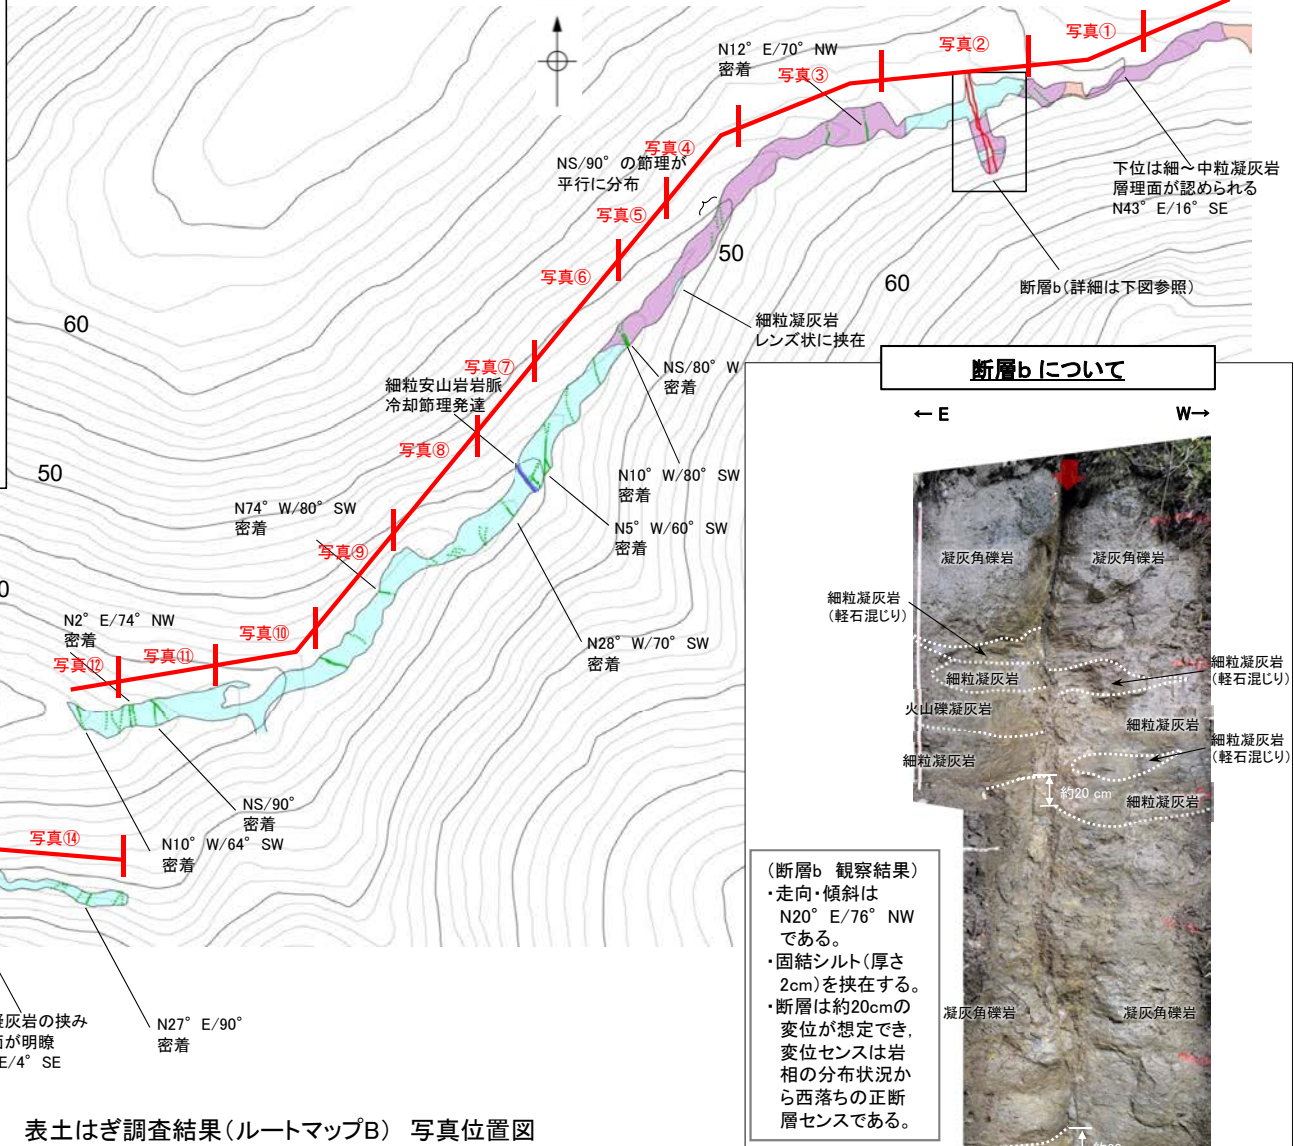 写真①
写真②
N12° E/70° NW
密着
写真③
写真④
NS/90° の節理が
平行に分布
下位は細～中粒凝灰岩
層理面が認められる
N43° E/16° SE
写真⑤
50
写真⑥
60
断層b(詳細は下図参照)
60
細粒凝灰岩
レンズ状に挟在
写真⑦
NS/80° W
密着
細粒安山岩岩脈
冷却節理発達
写真⑧
50
N10° W/80° SW
密着
N74° W/80° SW
密着
N5° W/60° SW
密着
写真⑨
0
N2° E/74° NW
密着
写真⑩
写真⑪
写真⑫
N28° W/70° SW
密着
NS/90°
密着
写真⑭
N10° W/64° SW
密着
灰岩の挟み
が明瞭
E/4° SE
N27° E/90°
密着
表土はぎ調査結果(ルートマップB) 写真位置図
断層b について
← E
W→
凝灰角礫岩
凝灰角礫岩
細粒凝灰岩
(軽石混じり)
細粒凝灰岩
(軽石混じり)
細粒凝灰岩
火山礫凝灰岩
細粒凝灰岩
細粒凝灰岩
(軽石混じり)
細粒凝灰岩
約20 cm
細粒凝灰岩
凝灰角礫岩
凝灰角礫岩
(断層b 観察結果)
・走向・傾斜は
N20° E/76° NW
である。
・固結シルト(厚さ
2cm)を挟在する。
・断層は約20cmの
変位が想定でき,
変位センスは岩
相の分布状況か
ら西落ちの正断
層センスである。